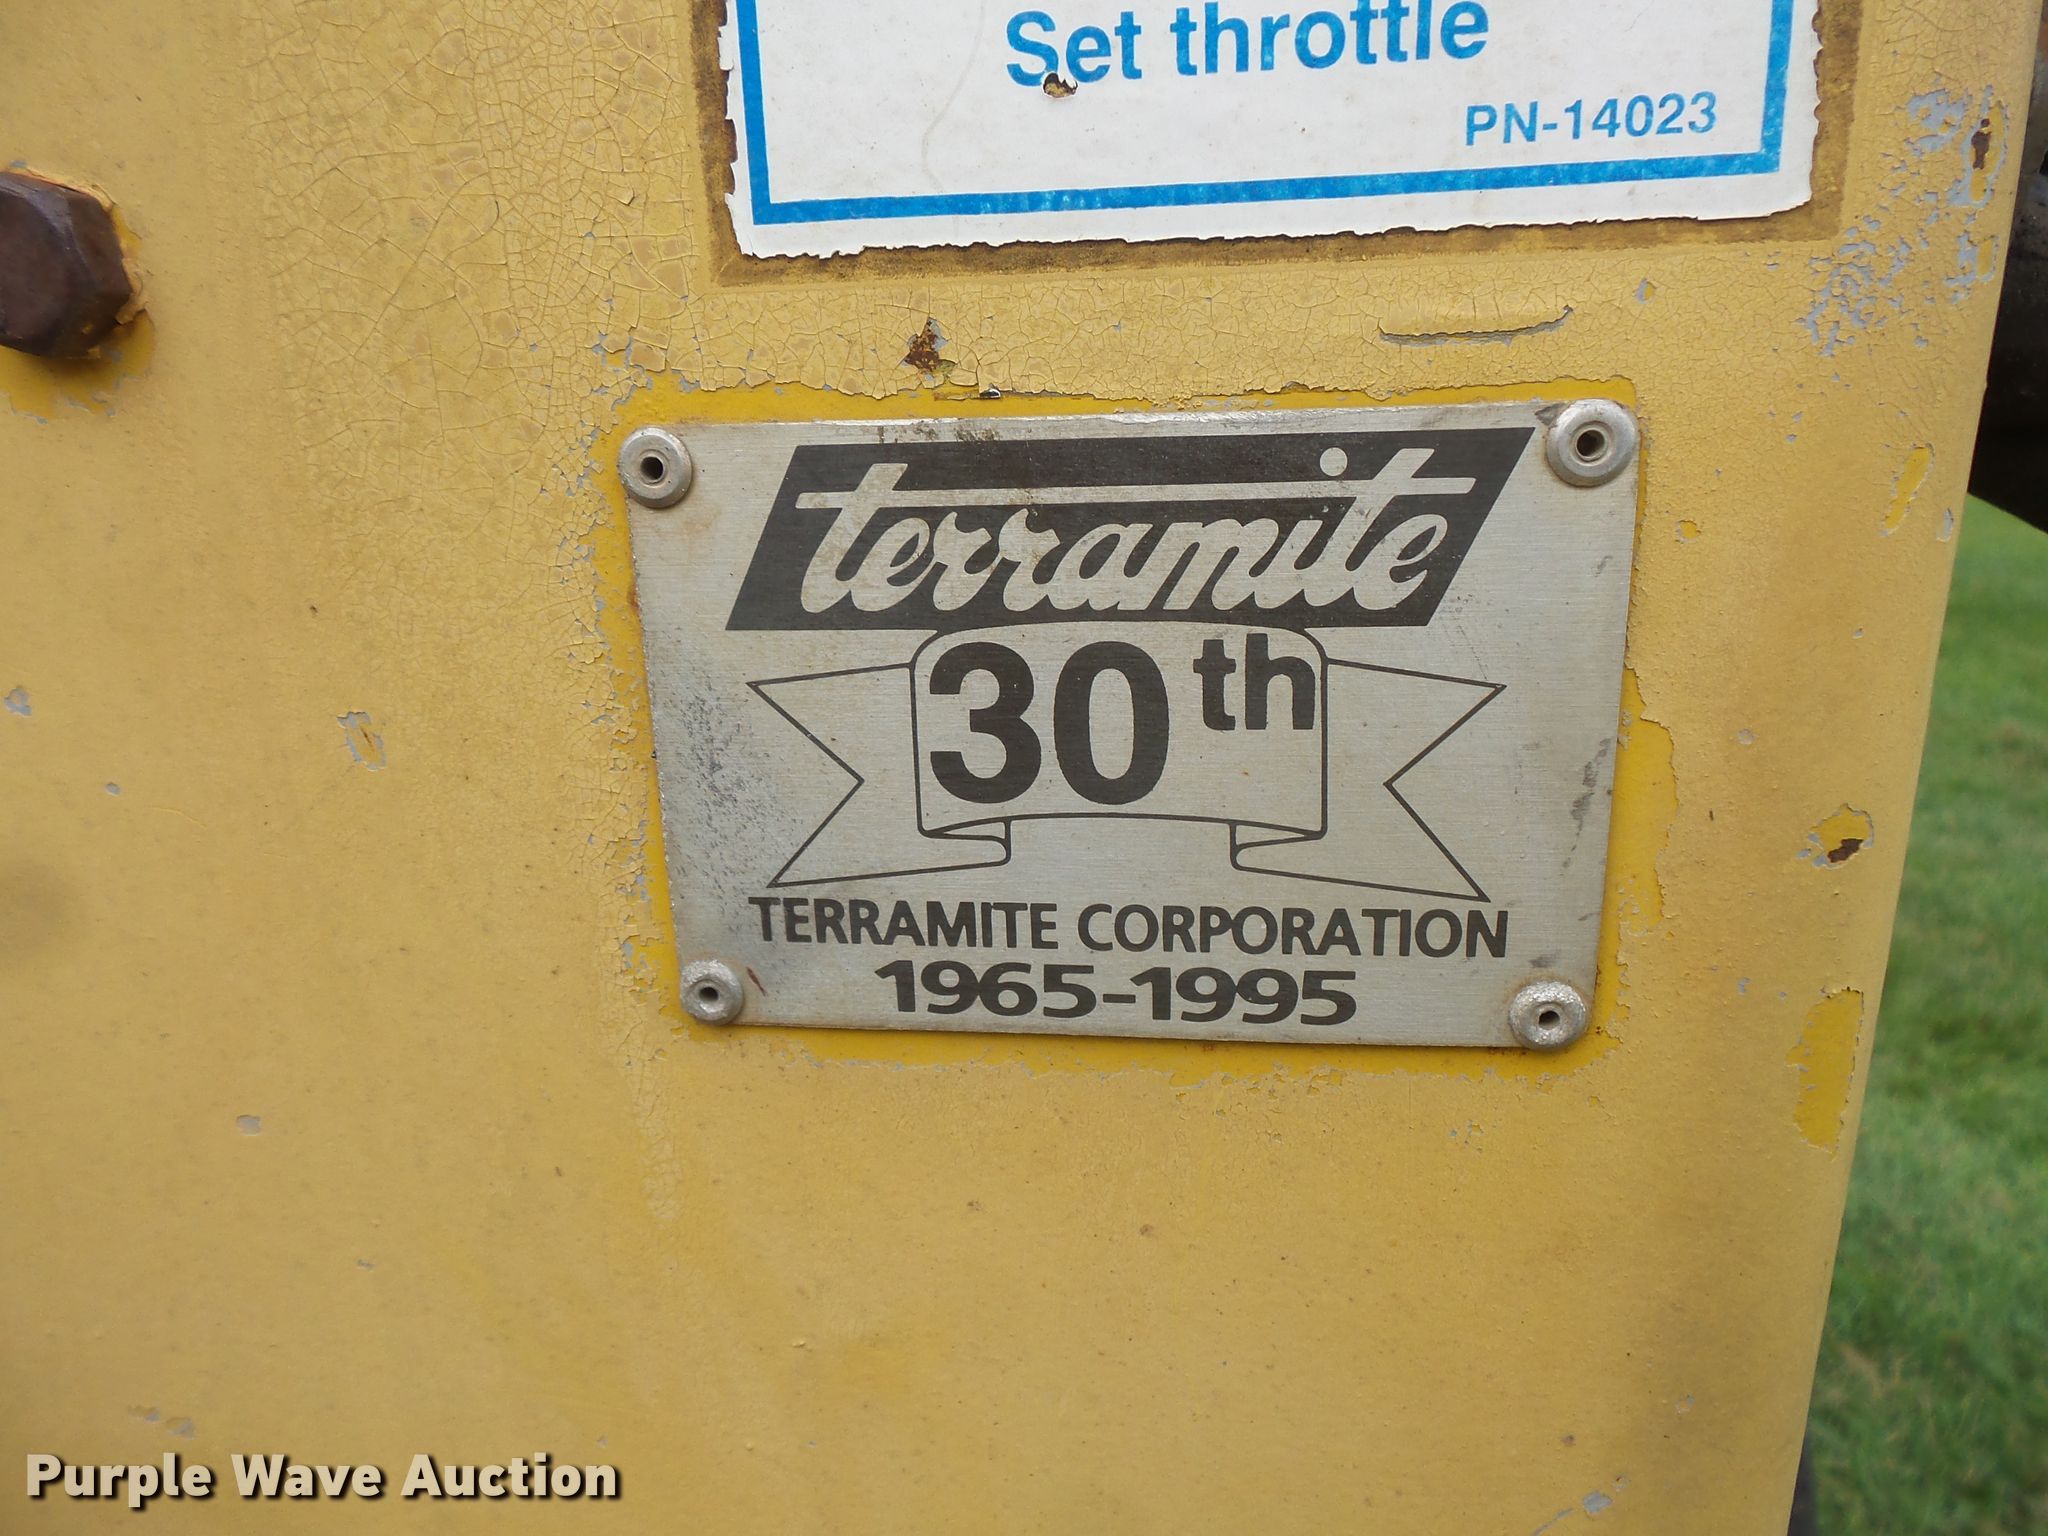 Set throttle
PN-14023
terramite
30th
TERRAMITE CORPORATION
1965-1995
Purple Wave Auction